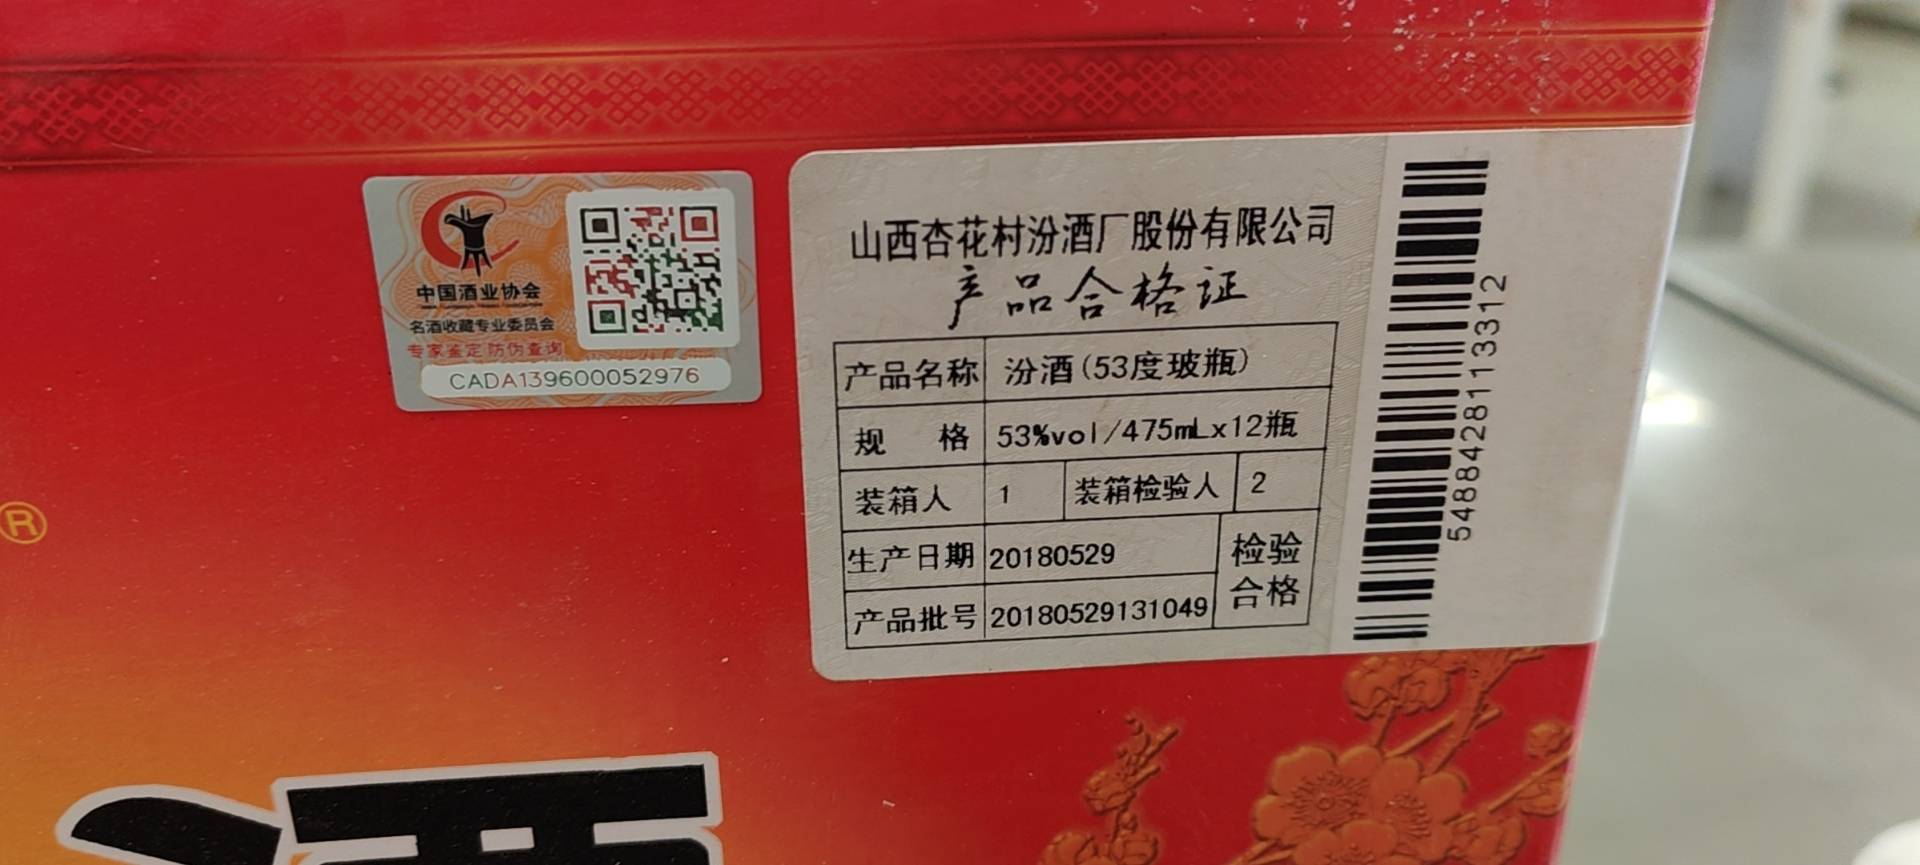 中国酒业协会
名酒收藏专业委员会
专家鉴定 防伪查询
CADA139600052976
山西杏花村汾酒厂股份有限公司
产品合格证
产品名称 汾酒(53度玻瓶)
规 格 53%vol/475mLx12瓶
装箱人 1 装箱检验人 2
生产日期 20180529
检验合格
产品批号 20180529131049
5488428113312
®
酒